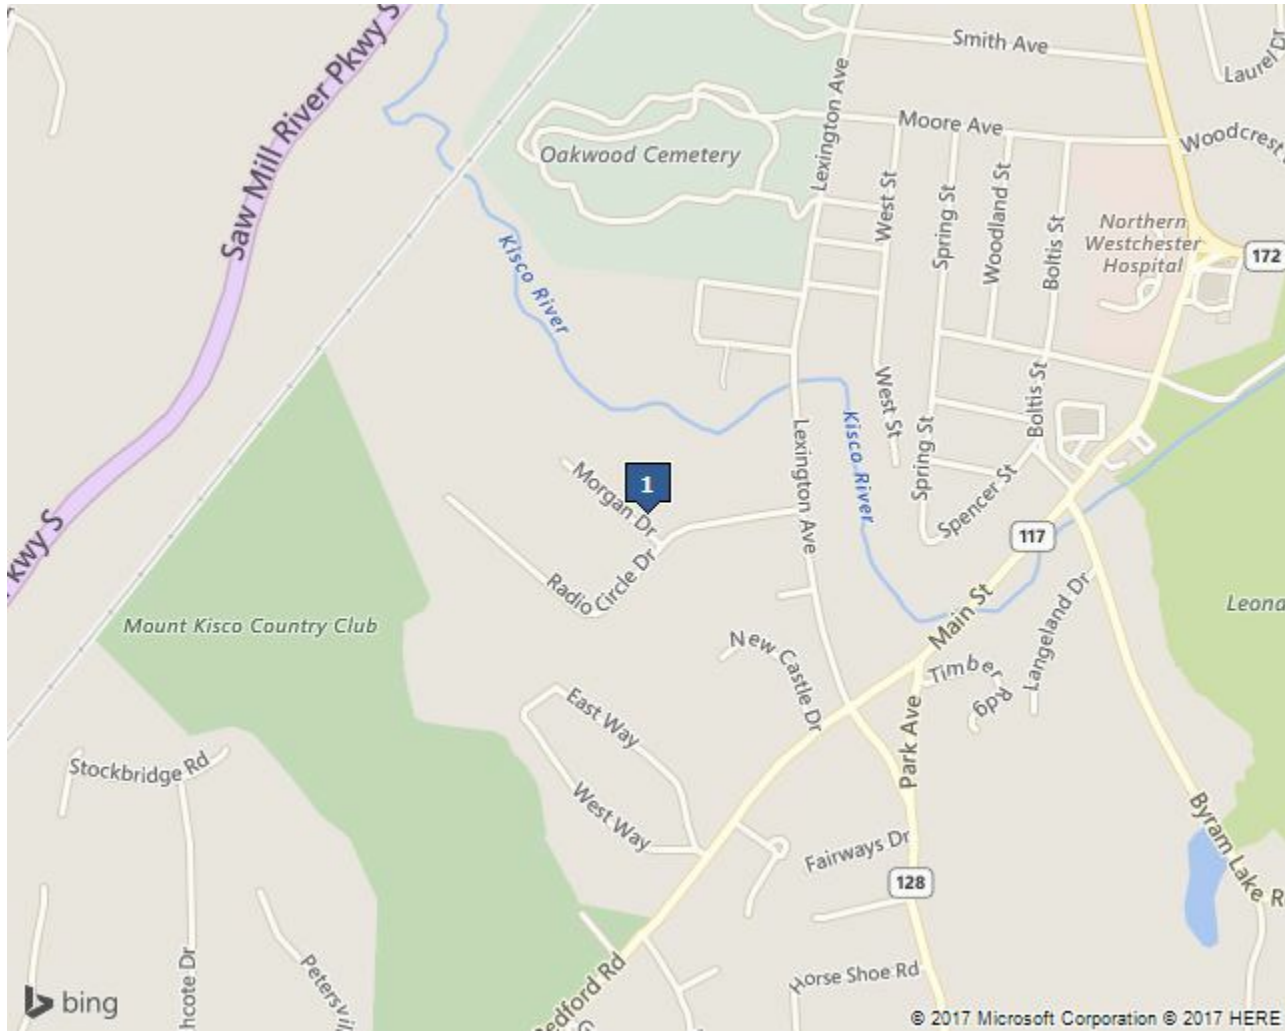 Saw Mill River Pkwy S
Smith Ave
Laurel Dr
Lexington Ave
Moore Ave
Woodcrest
Oakwood Cemetery
West St
Spring St
Woodland St
Boltis St
Northern
Westchester
Hospital
172
Kisco River
West St
Boltis St
Kisco River
Lexington Ave
Spring St
Spencer St
Morgan Dr
1
117
kwy S
Radio Circle Dr
Langeland Dr
Leona
Mount Kisco Country Club
Main St
New Castle Dr
Timber
Rdg
East Way
Park Ave
Stockbridge Rd
West Way
Byram Lake R
Fairways Dr
128
hcote Dr
Petersvil
Horse Shoe Rd
Bedford Rd
bing
© 2017 Microsoft Corporation © 2017 HERE